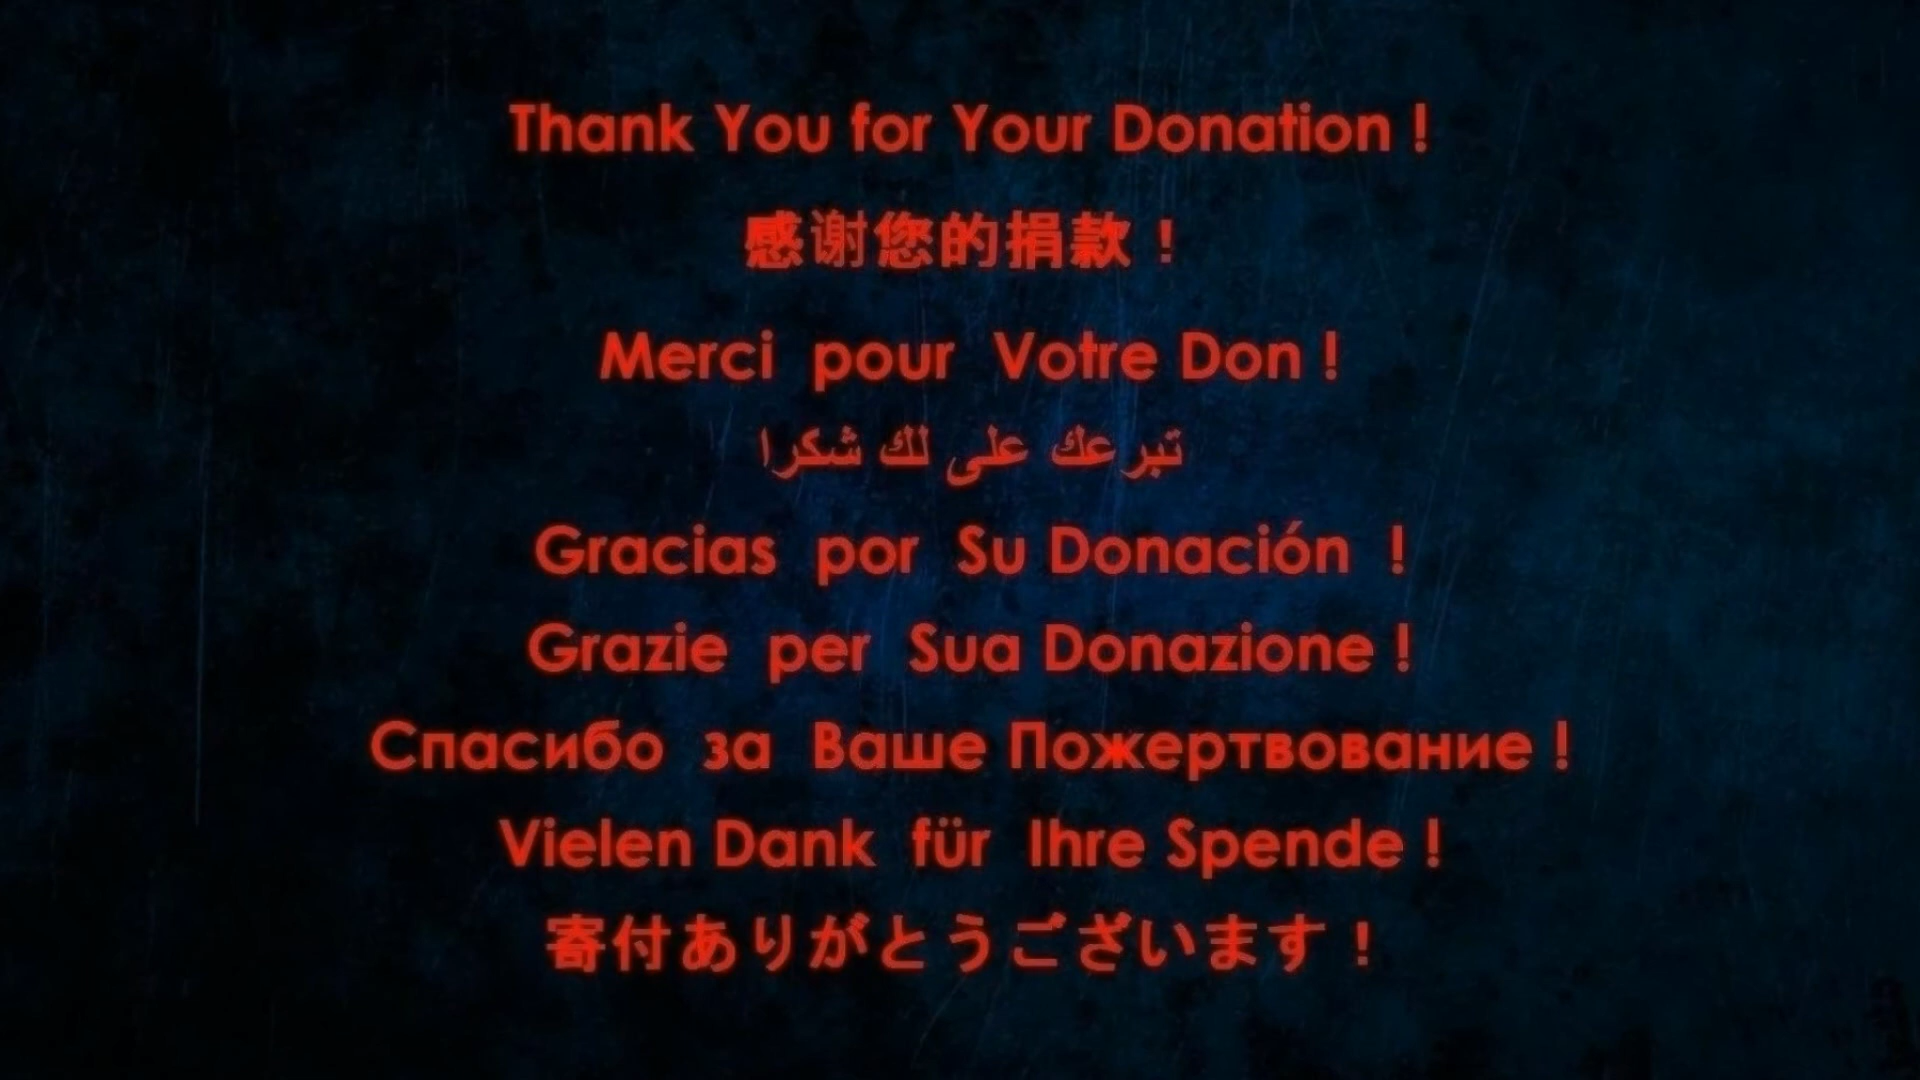 Thank You for Your Donation !
感谢您的捐款！
Merci pour Votre Don !
تبرعك على لك شكرا
Gracias por Su Donación !
Grazie per Sua Donazione !
Спасибо за Ваше Пожертвование !
Vielen Dank für Ihre Spende !
寄付ありがとうございます！